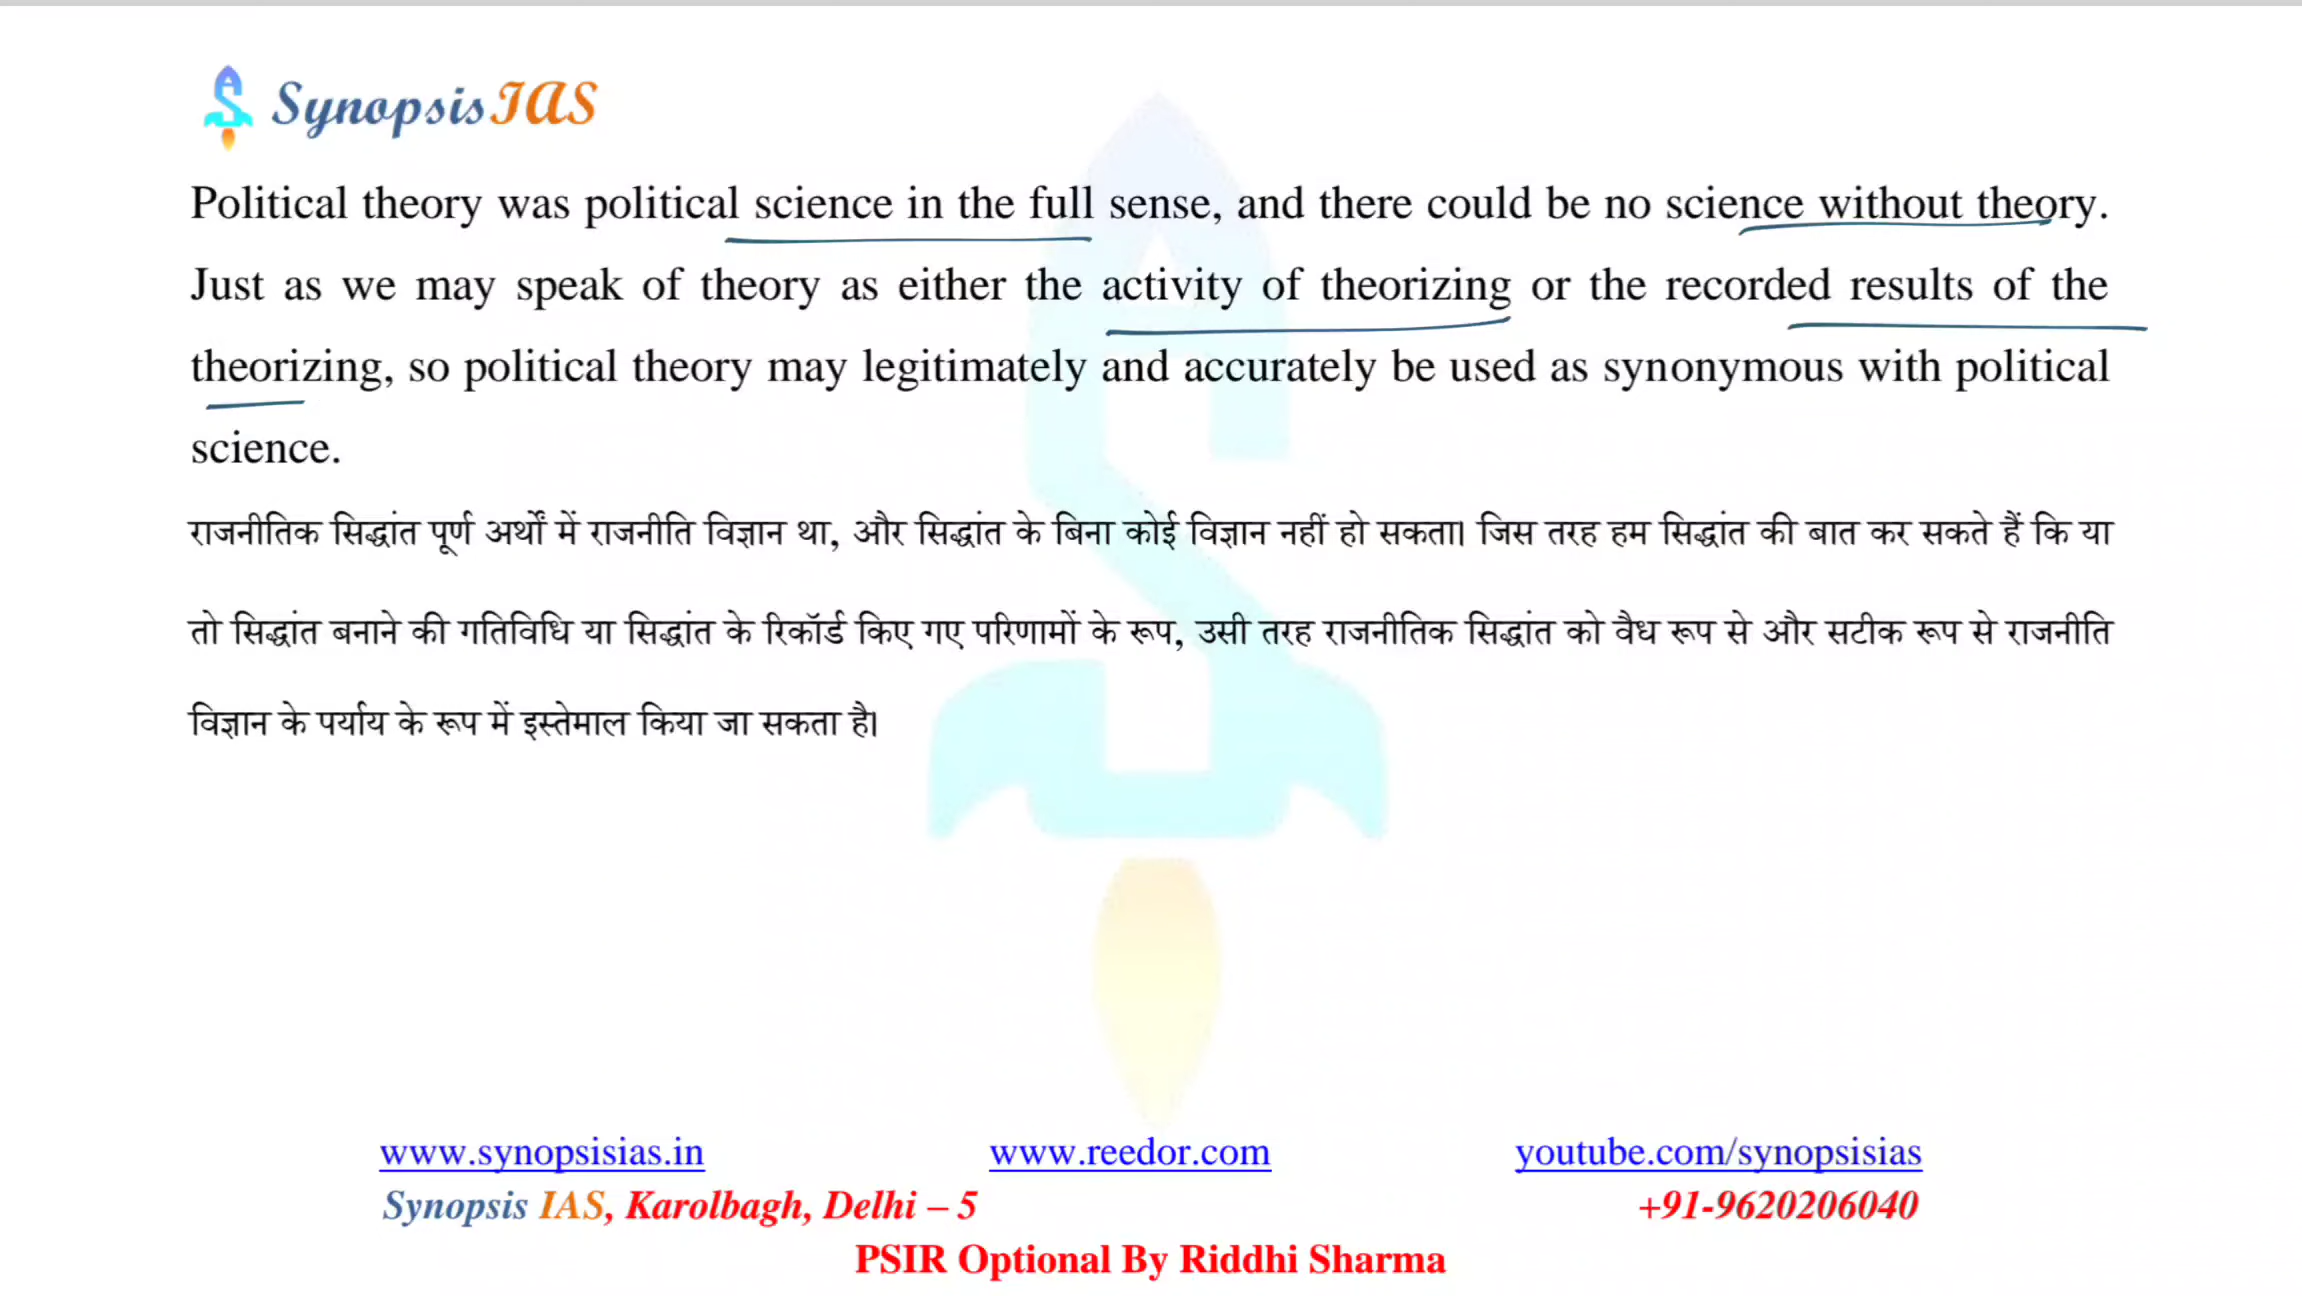 Synopsis IAS
Political theory was political science in the full sense, and there could be no science without theory.
Just as we may speak of theory as either the activity of theorizing or the recorded results of the
theorizing, so political theory may legitimately and accurately be used as synonymous with political
science.
राजनीतिक सिद्धांत पूर्ण अर्थों में राजनीति विज्ञान था, और सिद्धांत के बिना कोई विज्ञान नहीं हो सकता। जिस तरह हम सिद्धांत की बात कर सकते हैं कि या
तो सिद्धांत बनाने की गतिविधि या सिद्धांत के रिकॉर्ड किए गए परिणामों के रूप, उसी तरह राजनीतिक सिद्धांत को वैध रूप से और सटीक रूप से राजनीति
विज्ञान के पर्याय के रूप में इस्तेमाल किया जा सकता है।
www.synopsisias.in www.reedor.com youtube.com/synopsisias
Synopsis IAS, Karolbagh, Delhi – 5 +91-9620206040
PSIR Optional By Riddhi Sharma